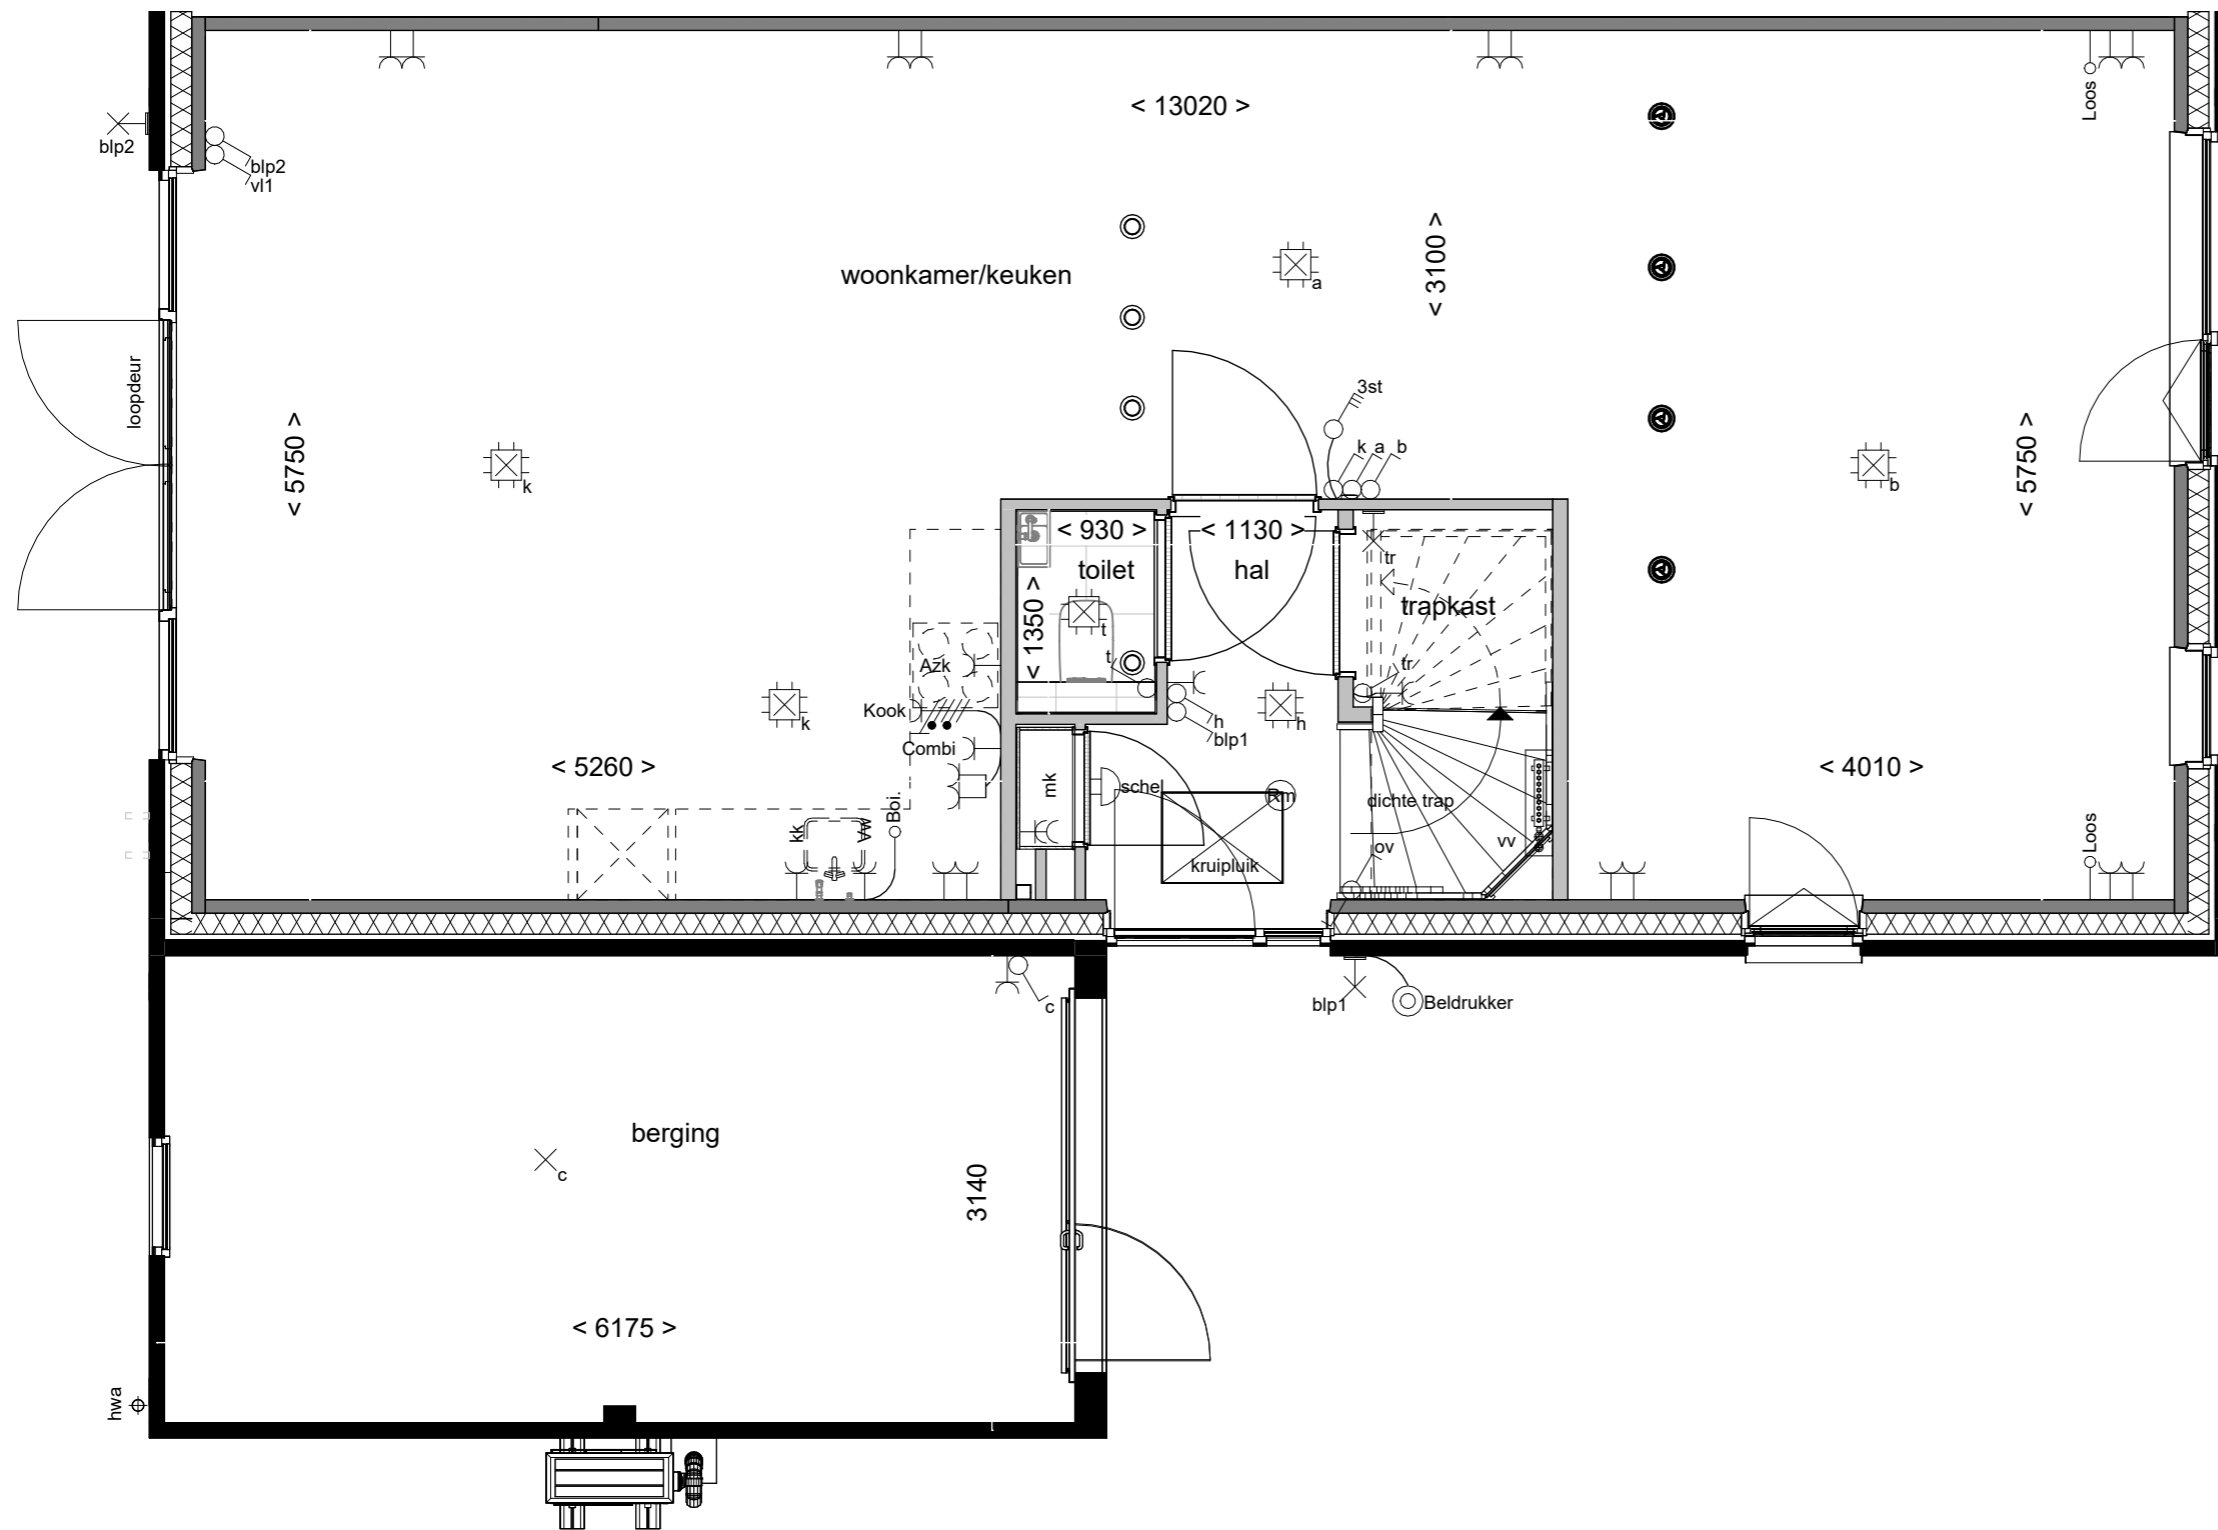 < 13020 >
Loos
blp2
blp2
vl1
woonkamer/keuken
a
< 3100 >
loopdeur
3st
k a b
< 5750 >
k
b
< 5750 >
< 930 >
< 1130 >
toilet
hal
tr
< 1350 >
trapkast
t
t
Azk
tr
k
Kook
h
h
blp1
Combi
< 5260 >
< 4010 >
mk
schel
Rm
dichte trap
Boi.
kk
ww
ov
vv
Loos
kruipluik
c
blp1
Beldrukker
berging
c
3140
< 6175 >
hwa